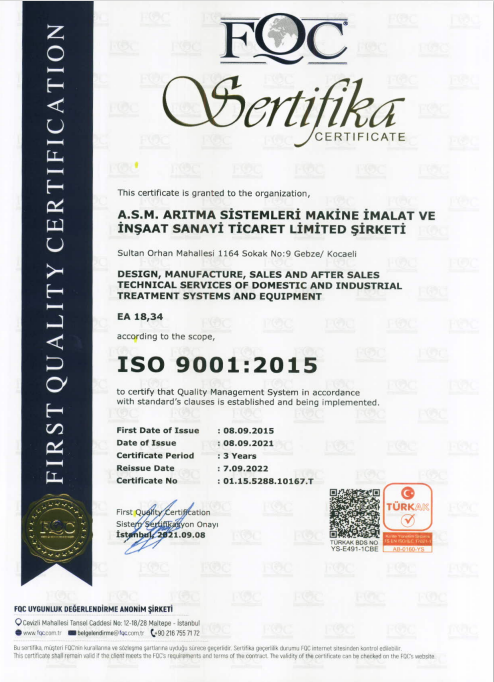 FIRST QUALITY CERTIFICATION
FQC
Sertifika
CERTIFICATE
This certificate is granted to the organization,
A.S.M. ARITMA SİSTEMLERİ MAKİNE İMALAT VE
İNŞAAT SANAYİ TİCARET LİMİTED ŞİRKETİ
Sultan Orhan Mahallesi 1164 Sokak No:9 Gebze/ Kocaeli
DESIGN, MANUFACTURE, SALES AND AFTER SALES
TECHNICAL SERVICES OF DOMESTIC AND INDUSTRIAL
TREATMENT SYSTEMS AND EQUIPMENT
EA 18,34
according to the scope,
ISO 9001:2015
to certify that Quality Management System in accordance
with standard's clauses is established and being implemented.
First Date of Issue : 08.09.2015
Date of Issue : 08.09.2021
Certificate Period : 3 Years
Reissue Date : 7.09.2022
Certificate No : 01.15.5288.10167.T
First Quality Certification
Sistem Sertifikasyon Onayı
İstanbul, 2021.09.08
FQC
TÜRKAK BDS NO
YS-E491-1CBE
TÜRKAK
AB-0180-YS
FQC UYGUNLUK DEĞERLENDİRME ANONİM ŞİRKETİ
Cevizli Mahallesi Tansel Caddesi No: 12-18/28 Maltepe - İstanbul
www.fqc.com.tr belgelendirme@fqc.com.tr +90 216 755 71 72
Bu sertifika, müşteri FQC'nin kurallarına ve sözleşme şartlarına uyduğu sürece geçerlidir. Sertifika geçerlilik durumu FQC internet sitesinden kontrol edilebilir.
This certificate shall remain valid if the client meets the FQC's requirements and terms of the contract. The validity of the certificate can be checked on the FQC's website.